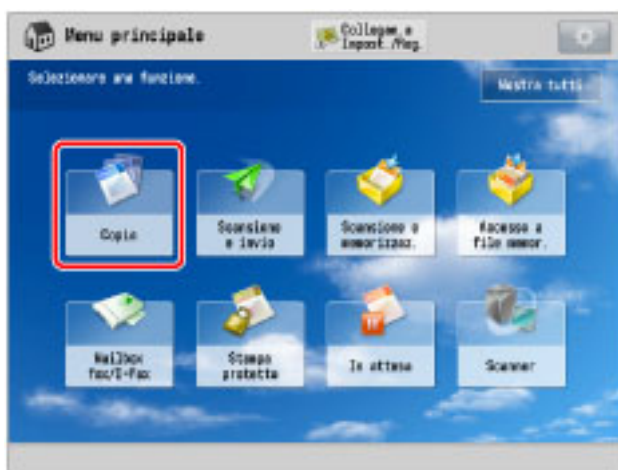 Menu principale
Collegam. a
Impost./Reg.
Selezionare una funzione.
Mostra tutti
Copia
Scansione
e invio
Scansione e
memorizzaz.
Accesso a
file memor.
Mailbox
fax/I-Fax
Stampa
protetta
In attesa
Scanner